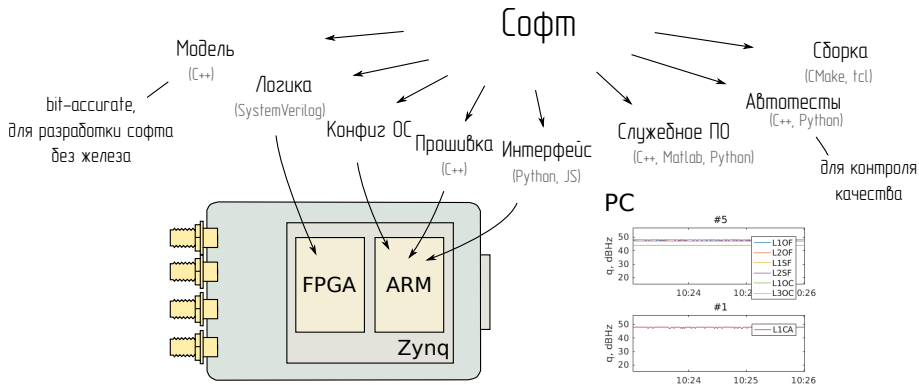 Софт
Модель
(C++)
bit-accurate,
для разработки софта
без железа
Логика
(SystemVerilog)
Конфиг ОС
Прошивка
(C++)
Интерфейс
(Python, JS)
Служебное ПО
(C++, Matlab, Python)
Сборка
(CMake, tcl)
Автотесты
(C++, Python)
для контроля
качества
FPGA
ARM
Zynq
PC
#5
q, dBHz
50
40
30
20
L1OF
L2OF
L1SF
L2SF
L1OC
L3OC
10:24
10:2
10:26
#1
q, dBHz
50
40
30
20
L1CA
10:24
10:25
10:26